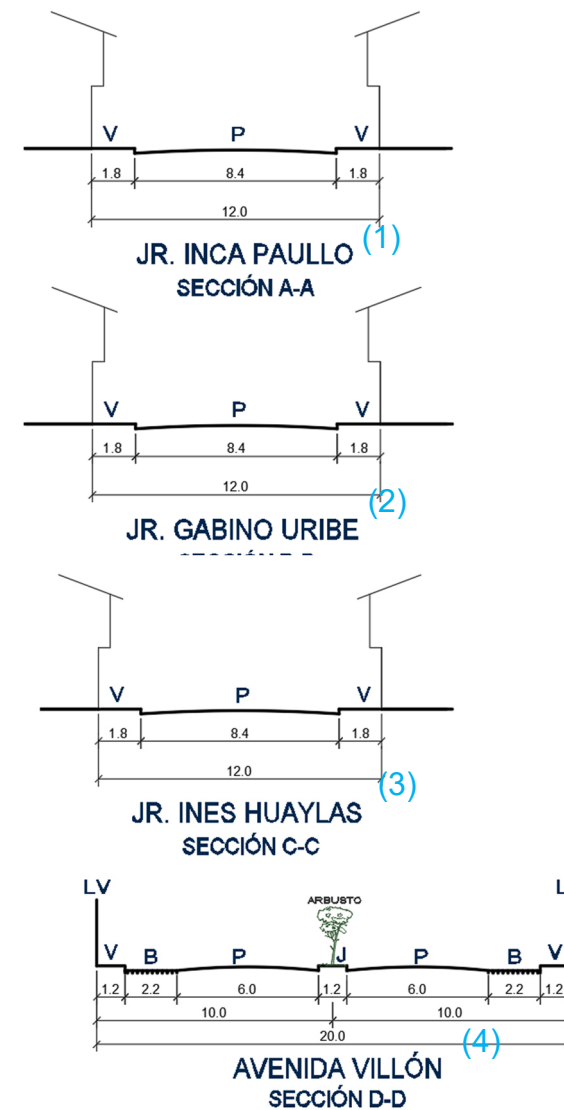 V P V
1.8 8.4 1.8
12.0
(1)
JR. INCA PAULLO
SECCIÓN A-A
V P V
1.8 8.4 1.8
12.0
(2)
JR. GABINO URIBE
V P V
1.8 8.4 1.8
12.0
(3)
JR. INES HUAYLAS
SECCIÓN C-C
LV
ARBUSTO
V B P J P B V
1.2 2.2 6.0 1.2 6.0 2.2 1.2
10.0 10.0
20.0
(4)
AVENIDA VILLÓN
SECCIÓN D-D